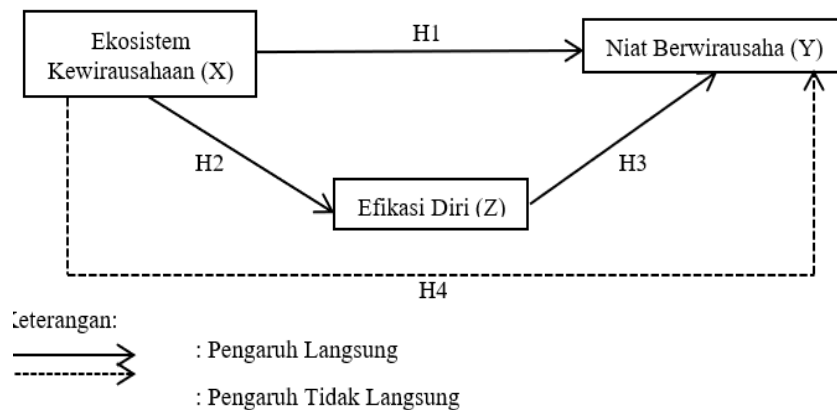 Ekosistem
Kewirausahaan (X)
H1
Niat Berwirausaha (Y)
H2
H3
Efikasi Diri (Z)
H4
Keterangan:
: Pengaruh Langsung
: Pengaruh Tidak Langsung